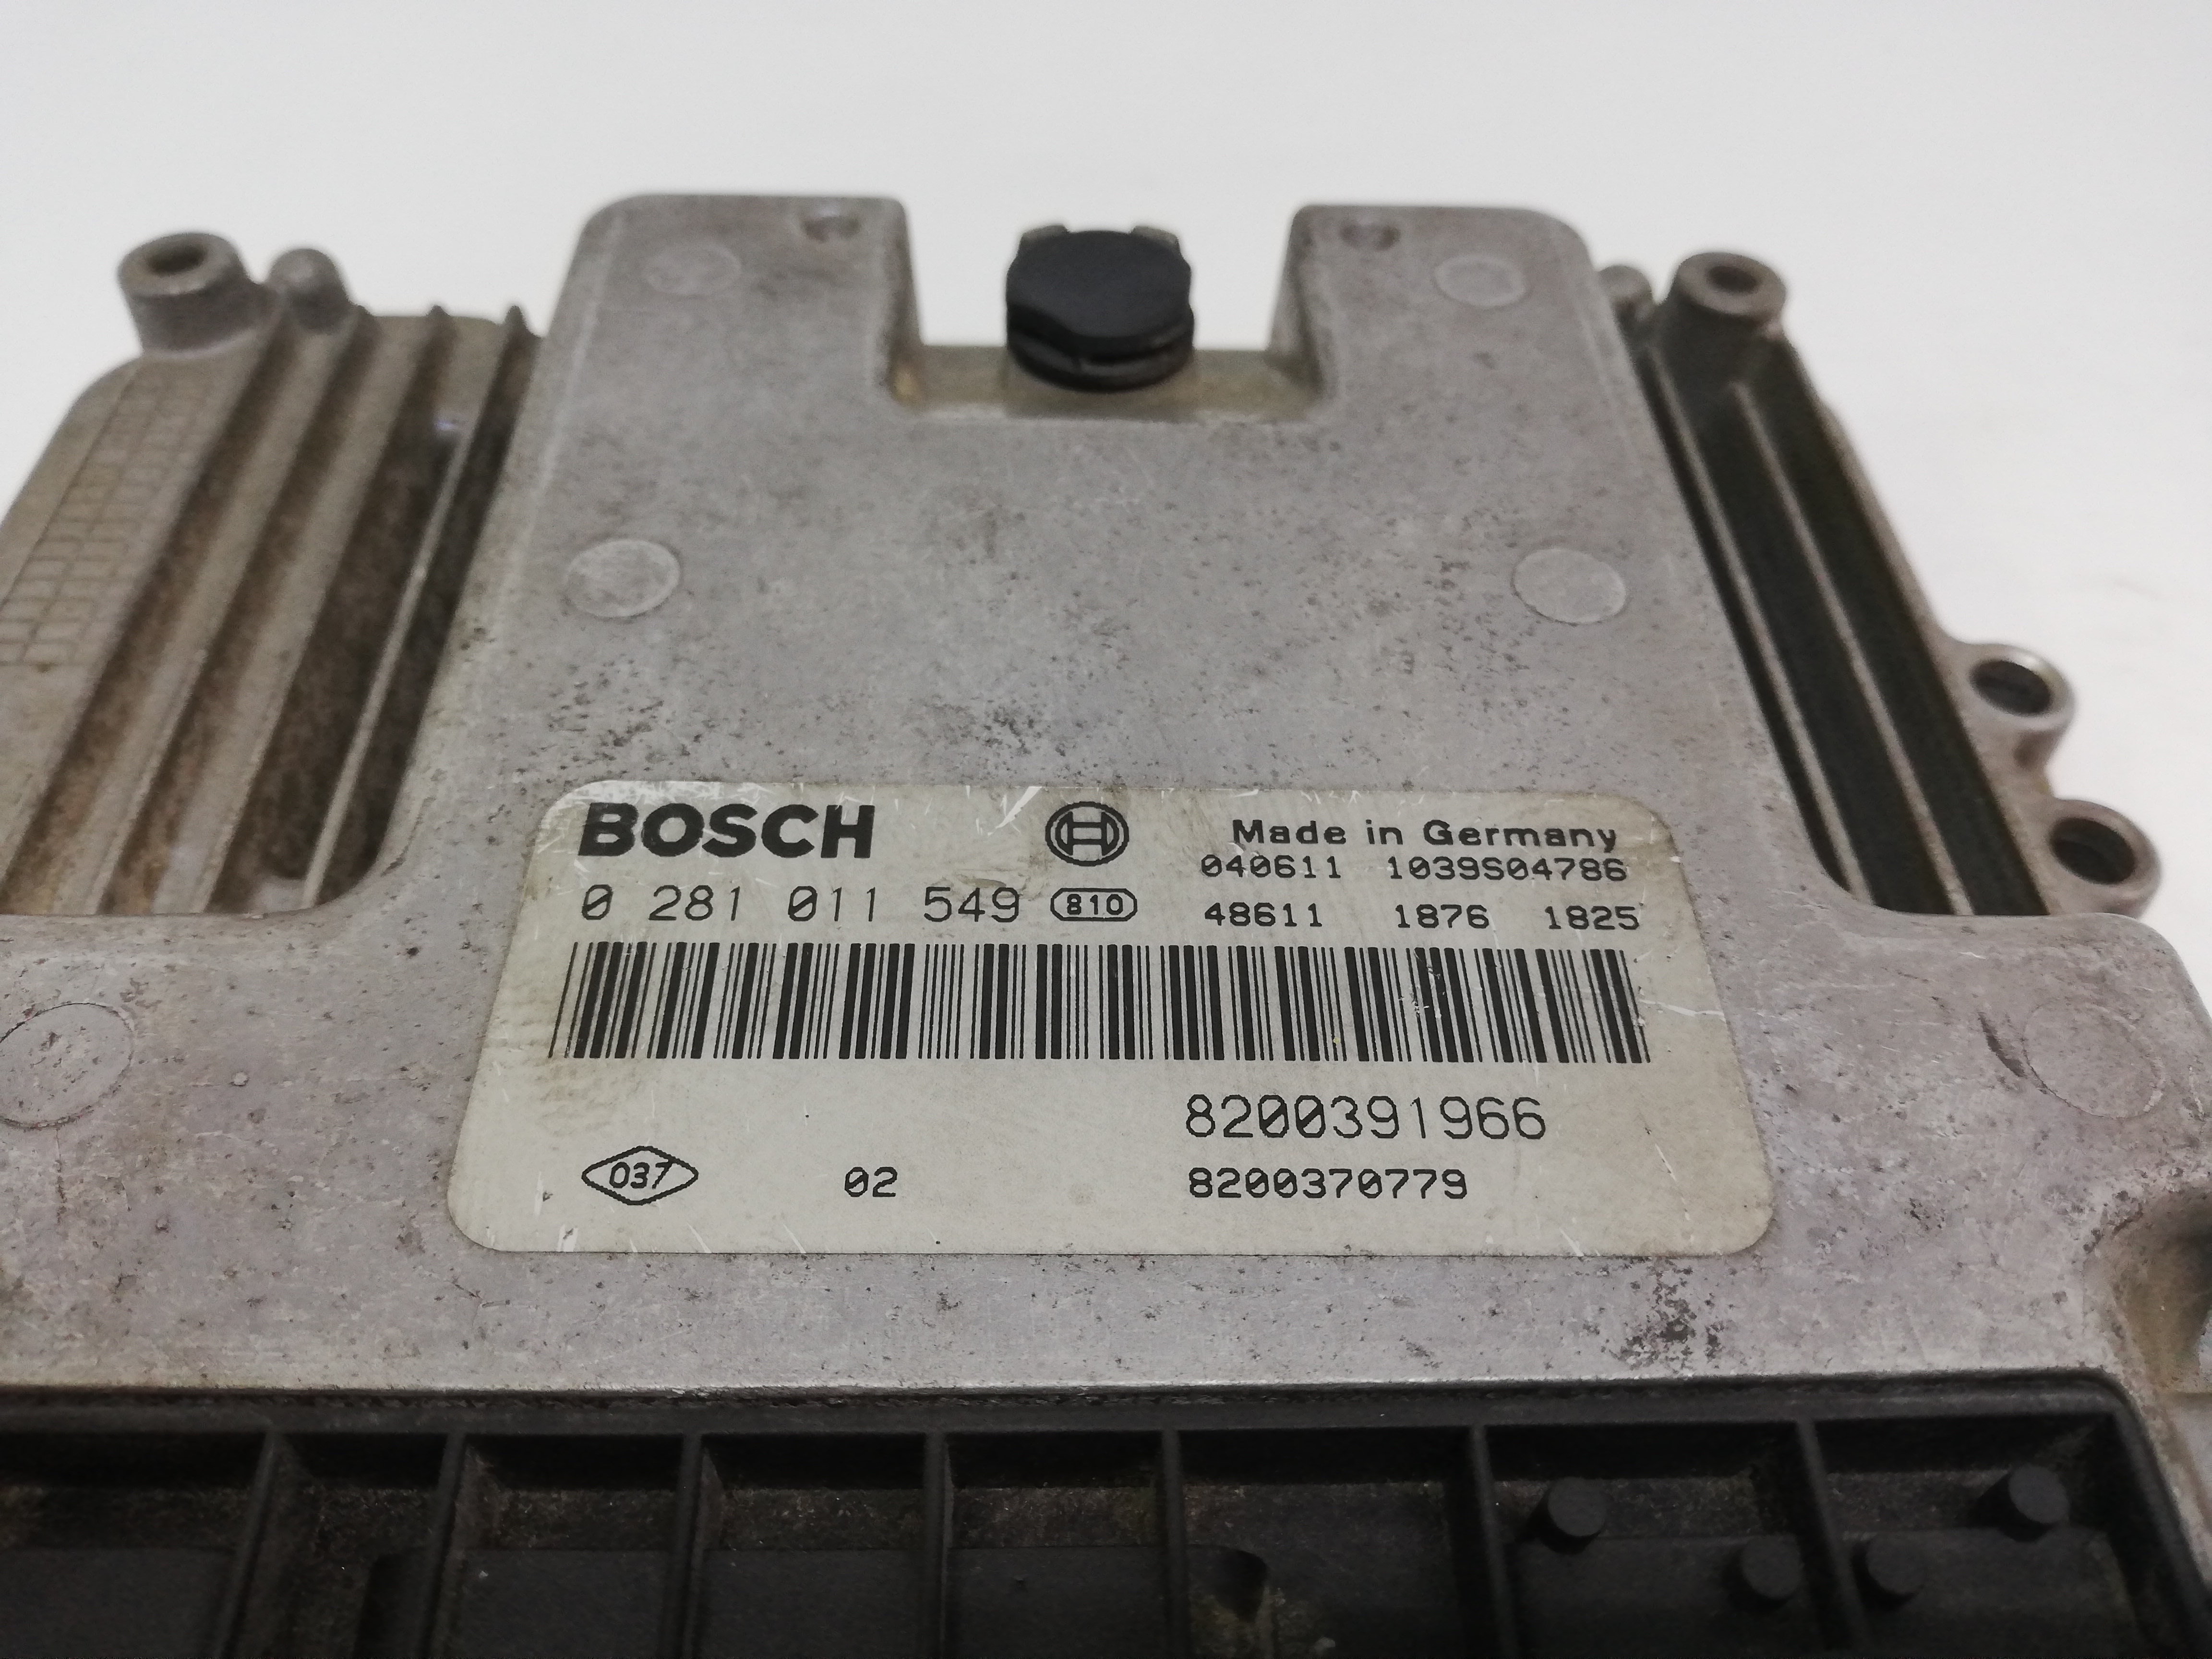 BOSCH
Made in Germany
040611 1039S04786
0 281 011 549 810
48611 1876 1825
8200391966
037 02 8200370779